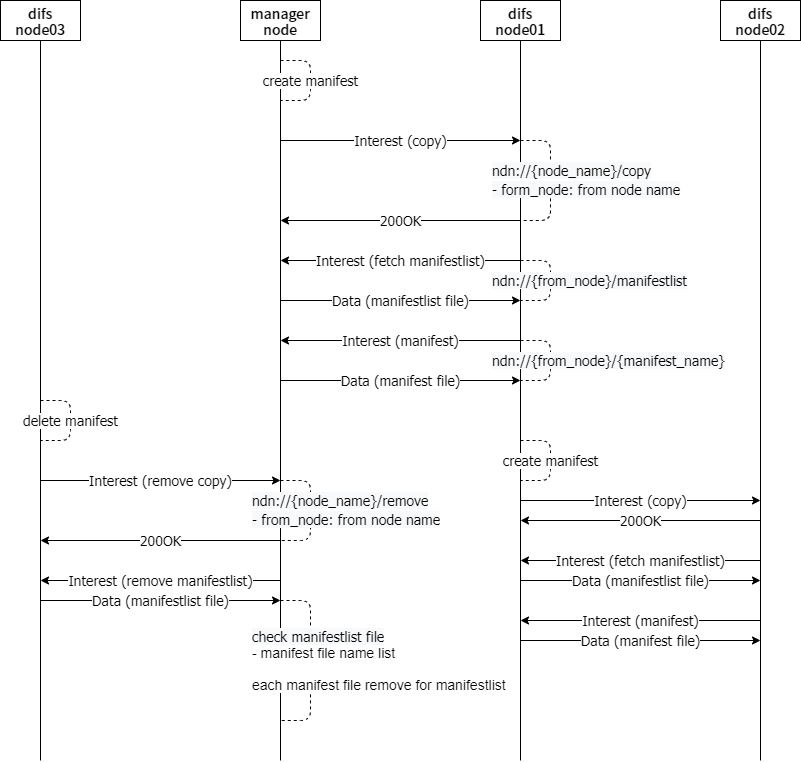 difs
node03
manager
node
difs
node01
difs
node02
create manifest
Interest (copy)
ndn://{node_name}/copy
- form_node: from node name
200OK
Interest (fetch manifestlist)
ndn://{from_node}/manifestlist
Data (manifestlist file)
Interest (manifest)
ndn://{from_node}/{manifest_name}
Data (manifest file)
delete manifest
create manifest
Interest (remove copy)
ndn://{node_name}/remove
- from_node: from node name
Interest (copy)
200OK
200OK
Interest (fetch manifestlist)
Interest (remove manifestlist)
Data (manifestlist file)
Data (manifestlist file)
Interest (manifest)
check manifestlist file
- manifest file name list
Data (manifest file)
each manifest file remove for manifestlist